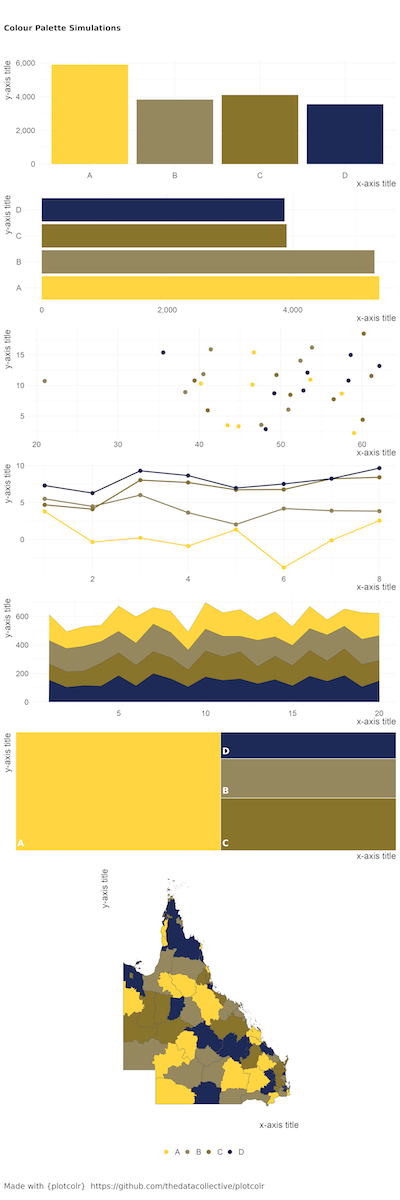 Colour Palette Simulations
y-axis title
6,000
4,000
2,000
0
A B C D
x-axis title
y-axis title
D
C
B
A
0 2,000 4,000
x-axis title
y-axis title
15
10
5
20 30 40 50 60
x-axis title
y-axis title
10
5
0
2 4 6 8
x-axis title
y-axis title
600
400
200
0
5 10 15 20
x-axis title
y-axis title
D
B
A C
x-axis title
y-axis title
x-axis title
A B C D
Made with {plotcolr} https://github.com/thedatacollective/plotcolr